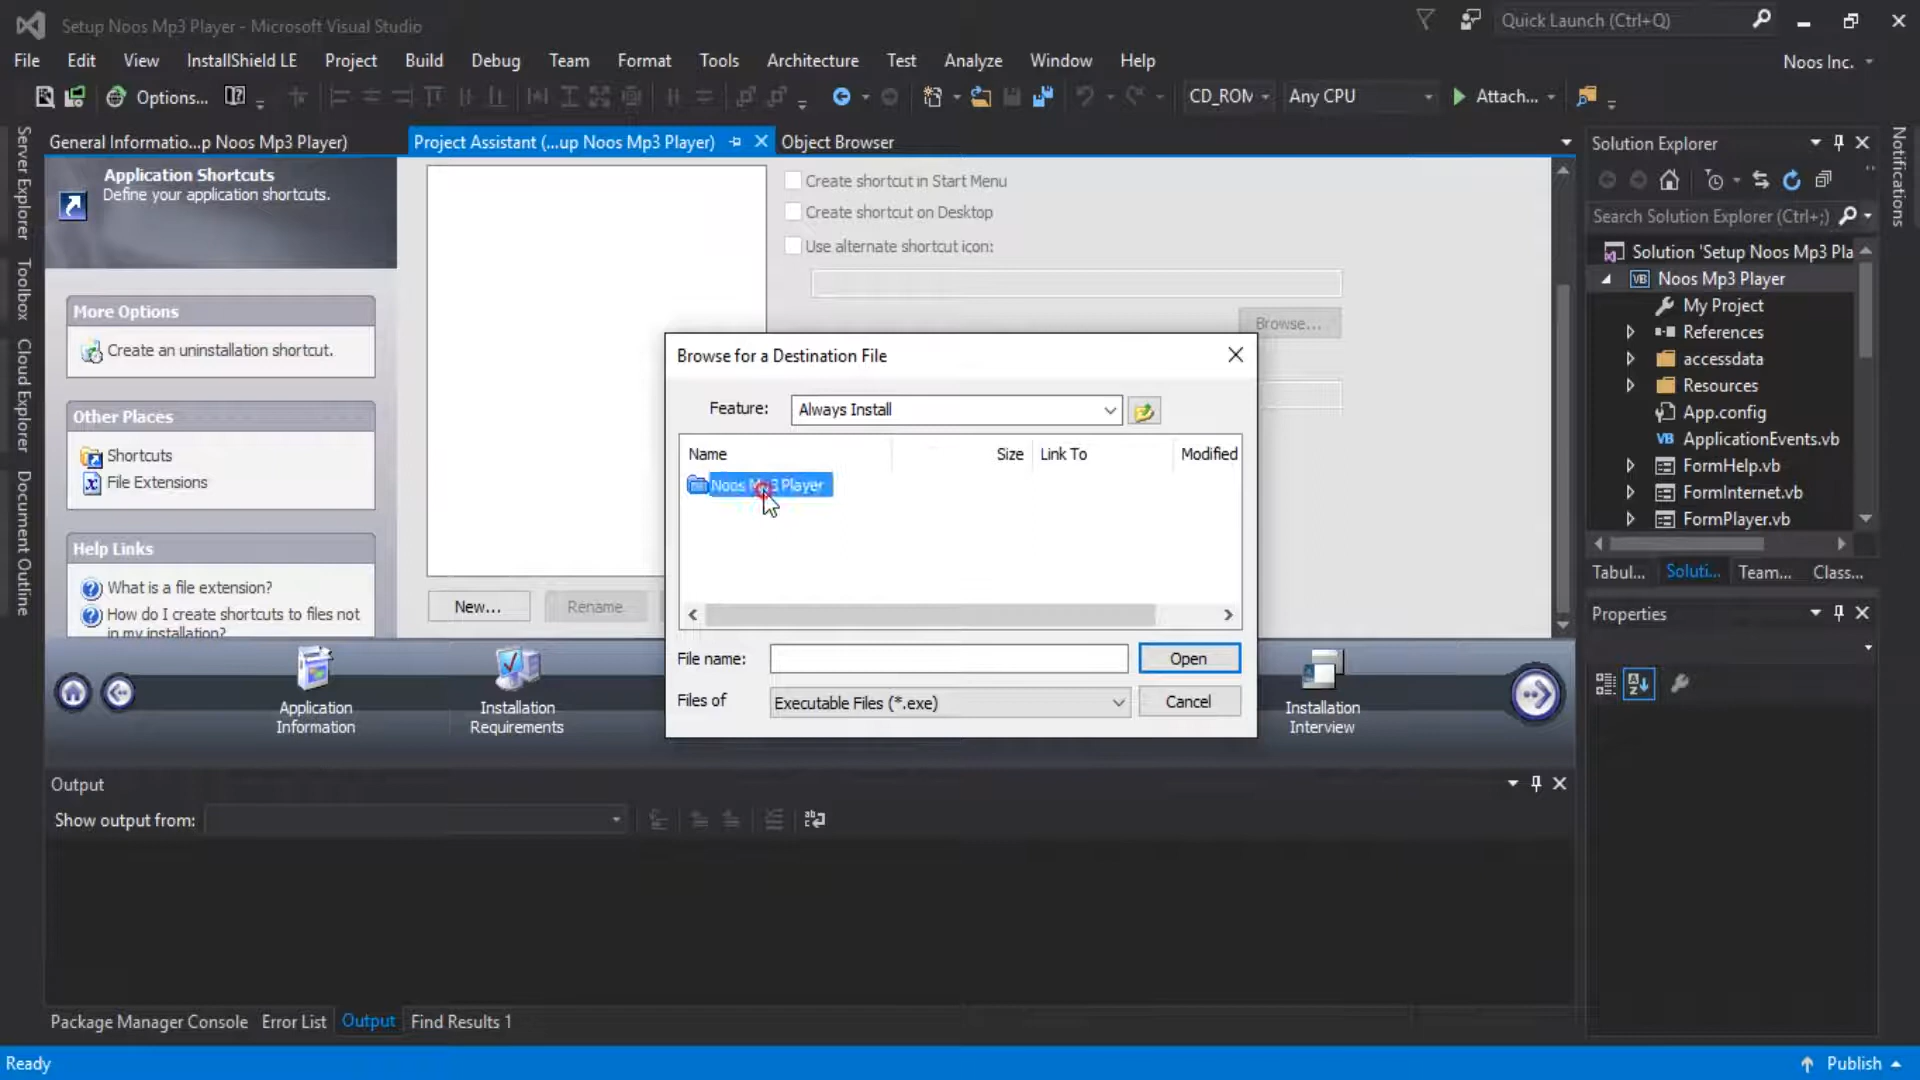 Setup Noos Mp3 Player - Microsoft Visual Studio
Quick Launch (Ctrl+Q)
File Edit View InstallShield LE Project Build Debug Team Format Tools Architecture Test Analyze Window Help
Noos Inc.
Options...
CD_ROM
Any CPU
Attach...
General Informatio...p Noos Mp3 Player)
Project Assistant (...up Noos Mp3 Player)
Object Browser
Server Explorer
Toolbox
Cloud Explorer
Document Outline
Application Shortcuts
Define your application shortcuts.
More Options
Create an uninstallation shortcut.
Other Places
Shortcuts
File Extensions
Help Links
What is a file extension?
How do I create shortcuts to files not
in my installation?
Create shortcut in Start Menu
Create shortcut on Desktop
Use alternate shortcut icon:
Browse...
New...
Rename
Browse for a Destination File
Feature:
Always Install
Name
Size
Link To
Modified
Noos Mp3 Player
File name:
Open
Files of
Executable Files (*.exe)
Cancel
Application
Information
Installation
Requirements
Installation
Interview
Solution Explorer
Search Solution Explorer (Ctrl+;)
Solution 'Setup Noos Mp3 Pla
VB Noos Mp3 Player
My Project
References
accessdata
Resources
App.config
VB ApplicationEvents.vb
FormHelp.vb
FormInternet.vb
FormPlayer.vb
Tabul... Soluti... Team... Class...
Notifications
Properties
Output
Show output from:
Package Manager Console Error List Output Find Results 1
Ready
Publish